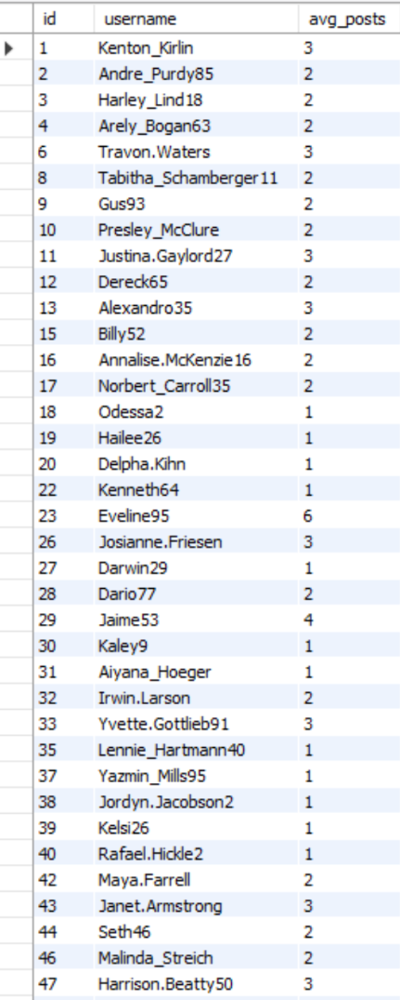 id username avg_posts
1 Kenton_Kirlin 3
2 Andre_Purdy85 2
3 Harley_Lind18 2
4 Arely_Bogan63 2
6 Travon.Waters 3
8 Tabitha_Schamberger11 2
9 Gus93 2
10 Presley_McClure 2
11 Justina.Gaylord27 3
12 Dereck65 2
13 Alexandro35 3
15 Billy52 2
16 Annalise.McKenzie16 2
17 Norbert_Carroll35 2
18 Odessa2 1
19 Hailee26 1
20 Delpha.Kihn 1
22 Kenneth64 1
23 Eveline95 6
26 Josianne.Friesen 3
27 Darwin29 1
28 Dario77 2
29 Jaime53 4
30 Kaley9 1
31 Aiyana_Hoeger 1
32 Irwin.Larson 2
33 Yvette.Gottlieb91 3
35 Lennie_Hartmann40 1
37 Yazmin_Mills95 1
38 Jordyn.Jacobson2 1
39 Kelsi26 1
40 Rafael.Hickle2 1
42 Maya.Farrell 2
43 Janet.Armstrong 3
44 Seth46 2
46 Malinda_Streich 2
47 Harrison.Beatty50 3